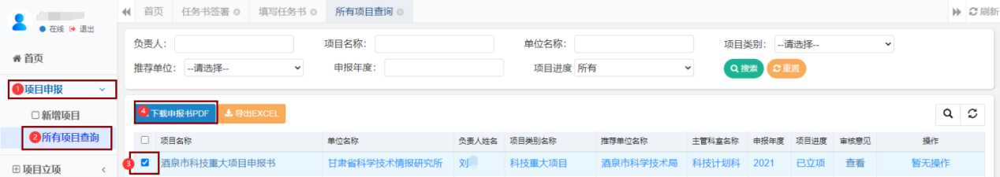 首页 任务书签署 填写任务书 所有项目查询 刷新
在线 退出
首页
1 项目申报
新增项目
2 所有项目查询
项目立项
负责人： 项目名称： 单位名称： 项目类别： --请选择--
推荐单位： --请选择-- 申报年度： 项目进度 所有 搜索 重置
4 下载申报书PDF 导出EXCEL
项目名称 单位名称 负责人姓名 项目类别名称 推荐单位名称 主管科室名称 申报年度 项目进度 审核意见 操作
3 酒泉市科技重大项目申报书 甘肃省科学技术情报研究所 刘 科技重大项目 酒泉市科学技术局 科技计划科 2021 已立项 查看 暂无操作